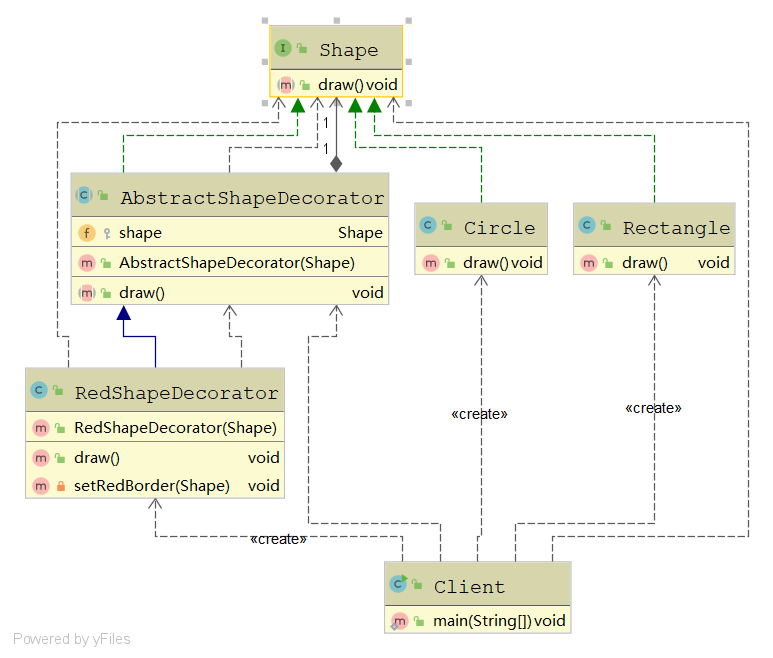 I Shape
m draw() void
1
1
C AbstractShapeDecorator
f shape Shape
m AbstractShapeDecorator(Shape)
m draw() void
C Circle
m draw() void
C Rectangle
m draw() void
C RedShapeDecorator
m RedShapeDecorator(Shape)
m draw() void
m setRedBorder(Shape) void
«create»
«create»
«create»
C Client
m main(String[]) void
Powered by yFiles